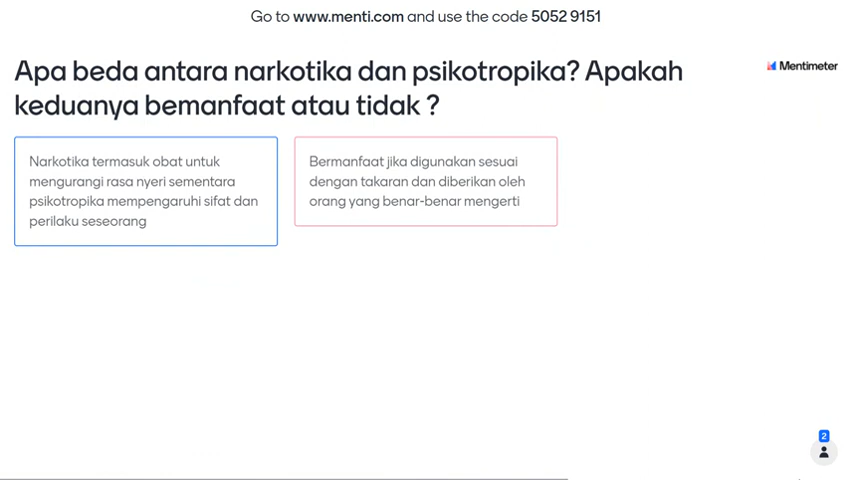 Go to www.menti.com and use the code 5052 9151
Apa beda antara narkotika dan psikotropika? Apakah
keduanya bemanfaat atau tidak ?
Mentimeter
Narkotika termasuk obat untuk
mengurangi rasa nyeri sementara
psikotropika mempengaruhi sifat dan
perilaku seseorang
Bermanfaat jika digunakan sesuai
dengan takaran dan diberikan oleh
orang yang benar-benar mengerti
2